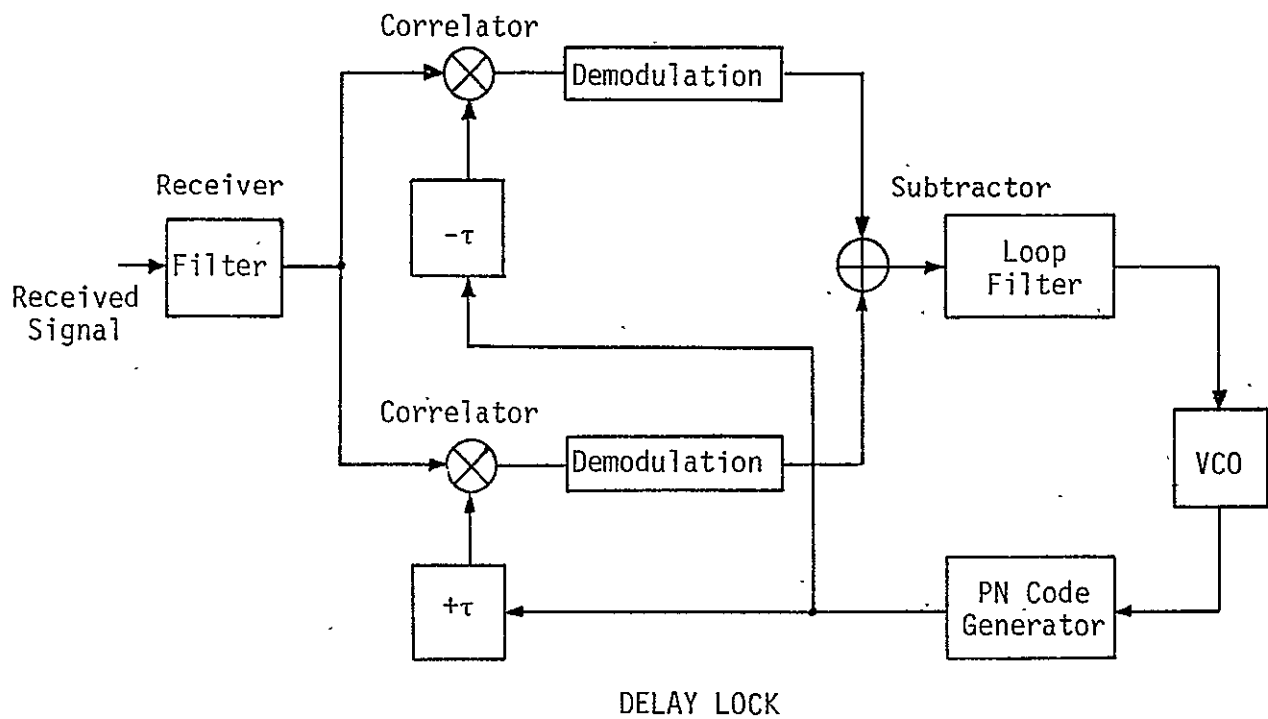 Correlator
Demodulation
Receiver
Filter
Received
Signal
-τ
Subtractor
Loop
Filter
Correlator
Demodulation
VCO
+τ
PN Code
Generator
DELAY LOCK